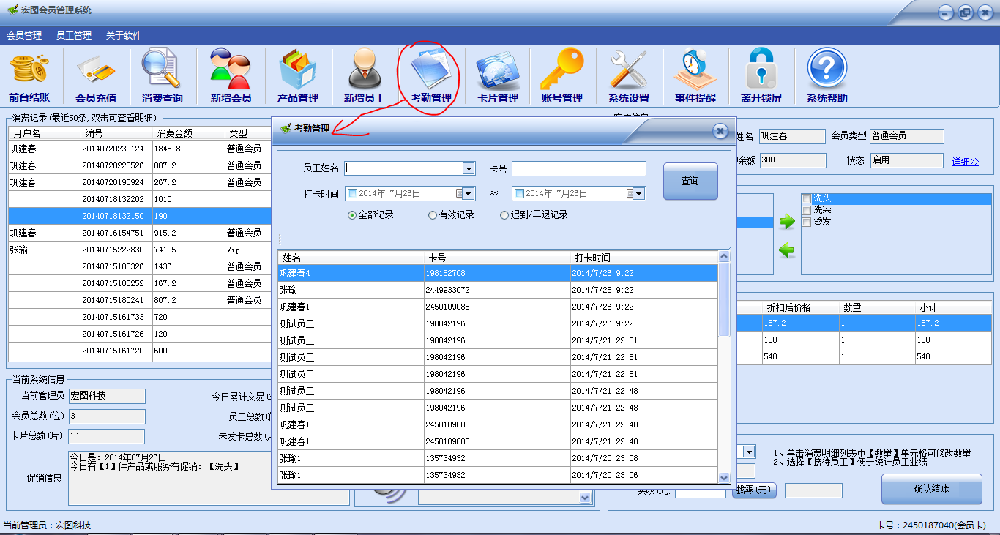 宏图会员管理系统
会员管理 员工管理 关于软件
前台结账 会员充值 消费查询 新增会员 产品管理 新增员工 考勤管理 卡片管理 账号管理 系统设置 事件提醒 离开锁屏 系统帮助
消费记录(最近50条,双击可查看明细)
用户名 编号 消费金额 类型
巩建春 20140720230124 1848.8 普通会员
巩建春 20140720225526 807.2 普通会员
巩建春 20140720193924 267.2 普通会员
20140718132202 1010
20140718132150 190
巩建春 20140716154751 915.2 普通会员
张瑜 20140715222830 741.5 Vip
20140715180326 1436 普通会员
20140715180252 167.2 普通会员
20140715180241 807.2 普通会员
20140715161733 720
20140715161726 120
20140715161720 600
当前系统信息
当前管理员 宏图科技 今日累计交易
会员总数(位) 3 员工总数
卡片总数(片) 16 未发卡总数
促销信息
今日是: 2014年07月26日
今日有【1】件产品或服务有促销: 【洗头】
考勤管理
员工姓名 卡号 查询
打卡时间 2014年 7月26日 ≈ 2014年 7月26日
全部记录 有效记录 迟到/早退记录
姓名 卡号 打卡时间
巩建春4 198152708 2014/7/26 9:22
张瑜 2449933072 2014/7/26 9:22
巩建春1 2450109088 2014/7/26 9:22
测试员工 198042196 2014/7/26 9:22
测试员工 198042196 2014/7/21 22:51
测试员工 198042196 2014/7/21 22:51
测试员工 198042196 2014/7/21 22:51
测试员工 198042196 2014/7/21 22:48
测试员工 198042196 2014/7/21 22:48
巩建春1 2450109088 2014/7/21 22:48
巩建春1 2450109088 2014/7/21 22:48
张瑜1 135734932 2014/7/20 23:08
张瑜1 135734932 2014/7/20 23:06
姓名 巩建春 会员类型 普通会员
余额 300 状态 启用 详细>>
洗头
洗染
烫发
折扣后价格 数量 小计
167.2 1 167.2
100 1 100
540 1 540
1、单击消费明细列表中【数量】单元格可修改数量
2、选择【接待员工】便于统计员工业绩
找零(元) 确认结账
当前管理员：宏图科技 卡号：2450187040(会员卡)